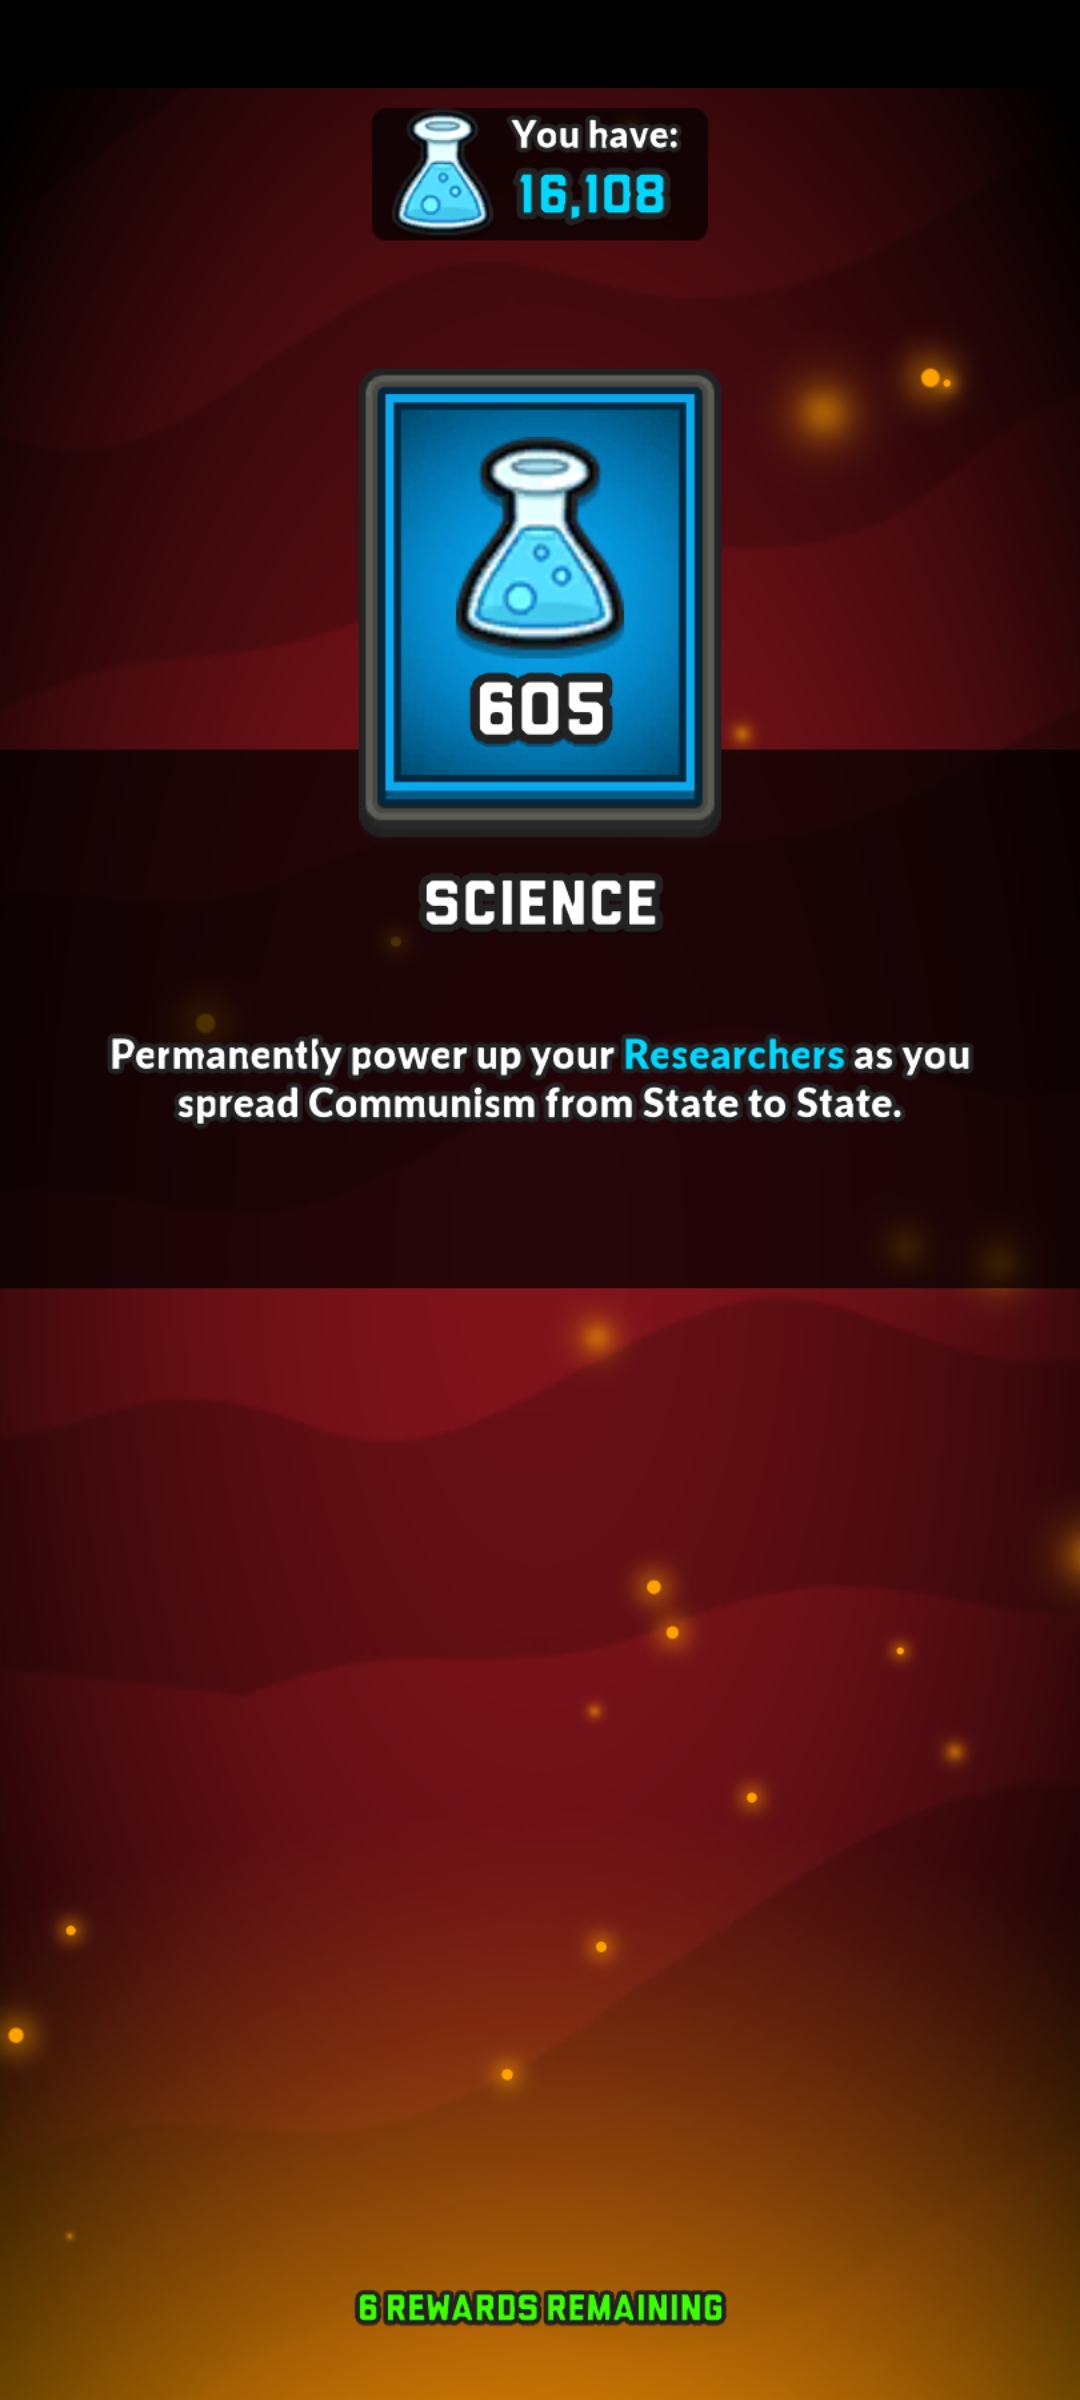 You have:
16,108
605
SCIENCE
Permanently power up your Researchers as you
spread Communism from State to State.
6 REWARDS REMAINING